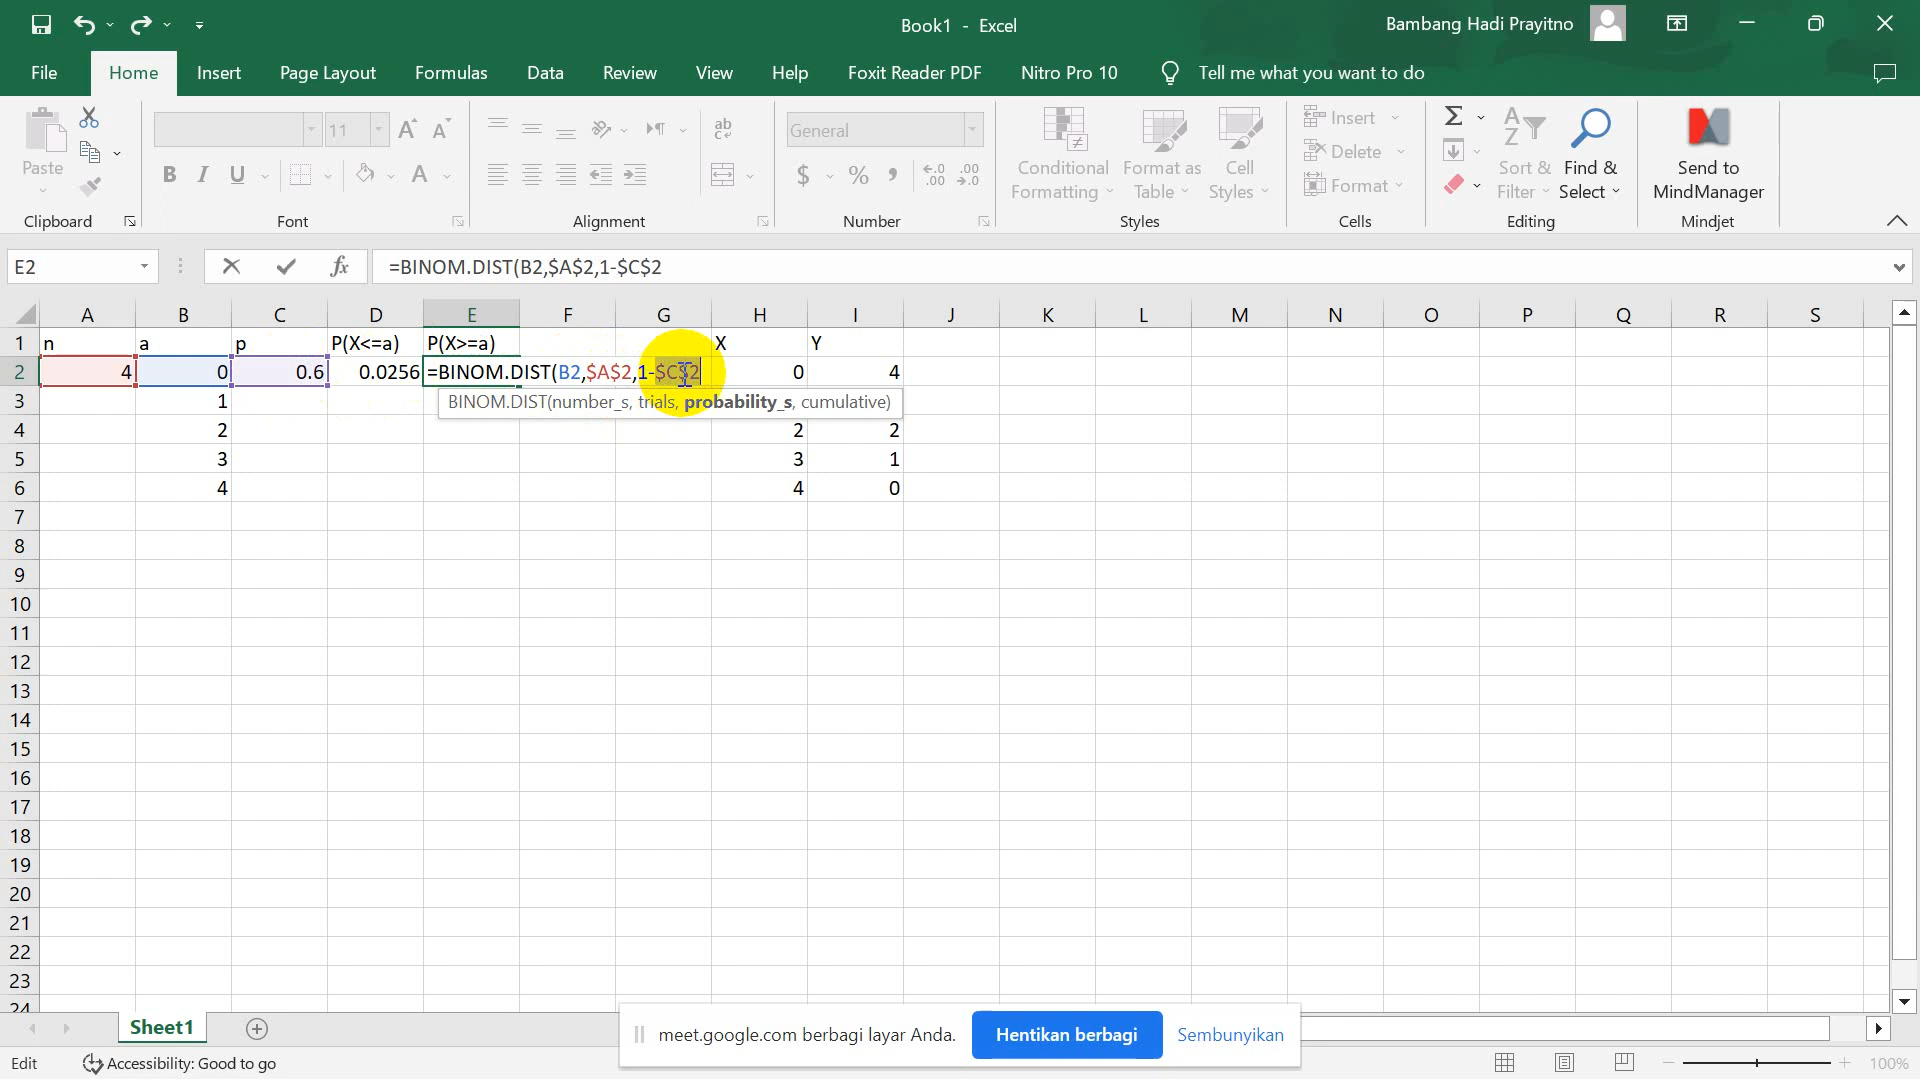 Book1 - Excel
Bambang Hadi Prayitno
File Home Insert Page Layout Formulas Data Review View Help Foxit Reader PDF Nitro Pro 10 Tell me what you want to do
Paste
Clipboard
11
B I U A
Font
ab
Alignment
General
$ % ,
Number
Conditional Formatting
Format as Table
Cell Styles
Styles
Insert
Delete
Format
Cells
Sort & Filter
Find & Select
Editing
Send to MindManager
Mindjet
E2
fx
=BINOM.DIST(B2,$A$2,1-$C$2
A B C D E F G H I J K L M N O P Q R S
1 n a p P(X<=a) P(X>=a) X Y
2 4 0 0.6 0.0256 =BINOM.DIST(B2,$A$2,1-$C$2 0 4
BINOM.DIST(number_s, trials, probability_s, cumulative)
3 1
4 2 2 2
5 3 3 1
6 4 4 0
7
8
9
10
11
12
13
14
15
16
17
18
19
20
21
22
23
24
Sheet1
meet.google.com berbagi layar Anda. Hentikan berbagi Sembunyikan
Edit Accessibility: Good to go 100%